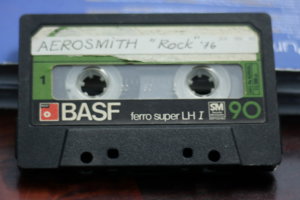 AEROSMITH "Rock" '76
1
BASF ferro super LH I SM 90